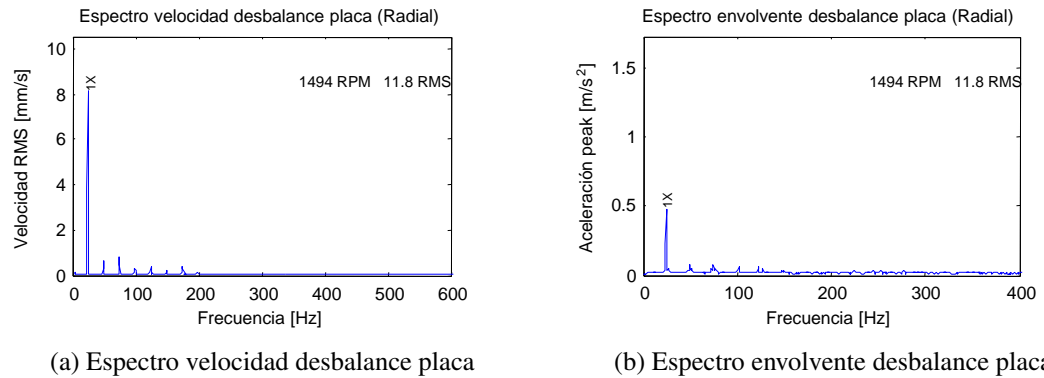 Espectro velocidad desbalance placa (Radial)
10
8
6
4
2
0
Velocidad RMS [mm/s]
1X
1494 RPM 11.8 RMS
0 100 200 300 400 500 600
Frecuencia [Hz]
(a) Espectro velocidad desbalance placa
Espectro envolvente desbalance placa (Radial)
1.5
1
0.5
0
Aceleración peak [m/s²]
1X
1494 RPM 11.8 RMS
0 100 200 300 400
Frecuencia [Hz]
(b) Espectro envolvente desbalance placa